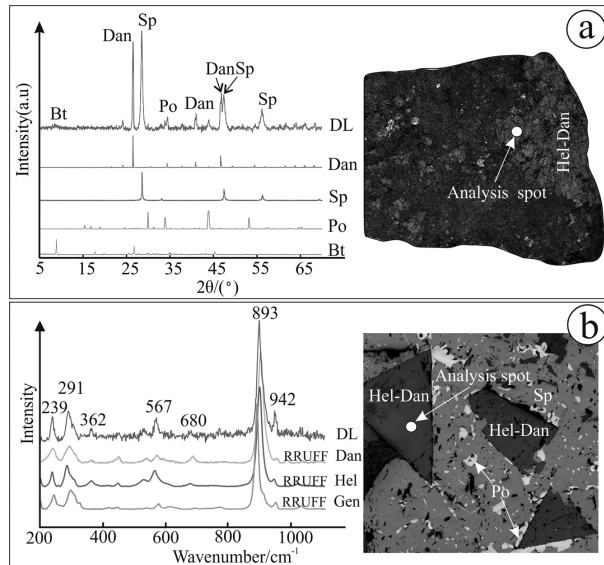 a
Intensity(a.u)
Sp
Dan
DanSp
Bt
Po
Dan
Sp
DL
Dan
Sp
Po
Bt
5 15 25 35 45 55 65
2θ/(°)
Analysis spot
Hel-Dan
b
Intensity
893
239
291
362
567
680
942
DL
RRUFF Dan
RRUFF Hel
RRUFF Gen
200 400 600 800 1000
Wavenumber/cm⁻¹
Analysis spot
Hel-Dan
Sp
Hel-Dan
Po